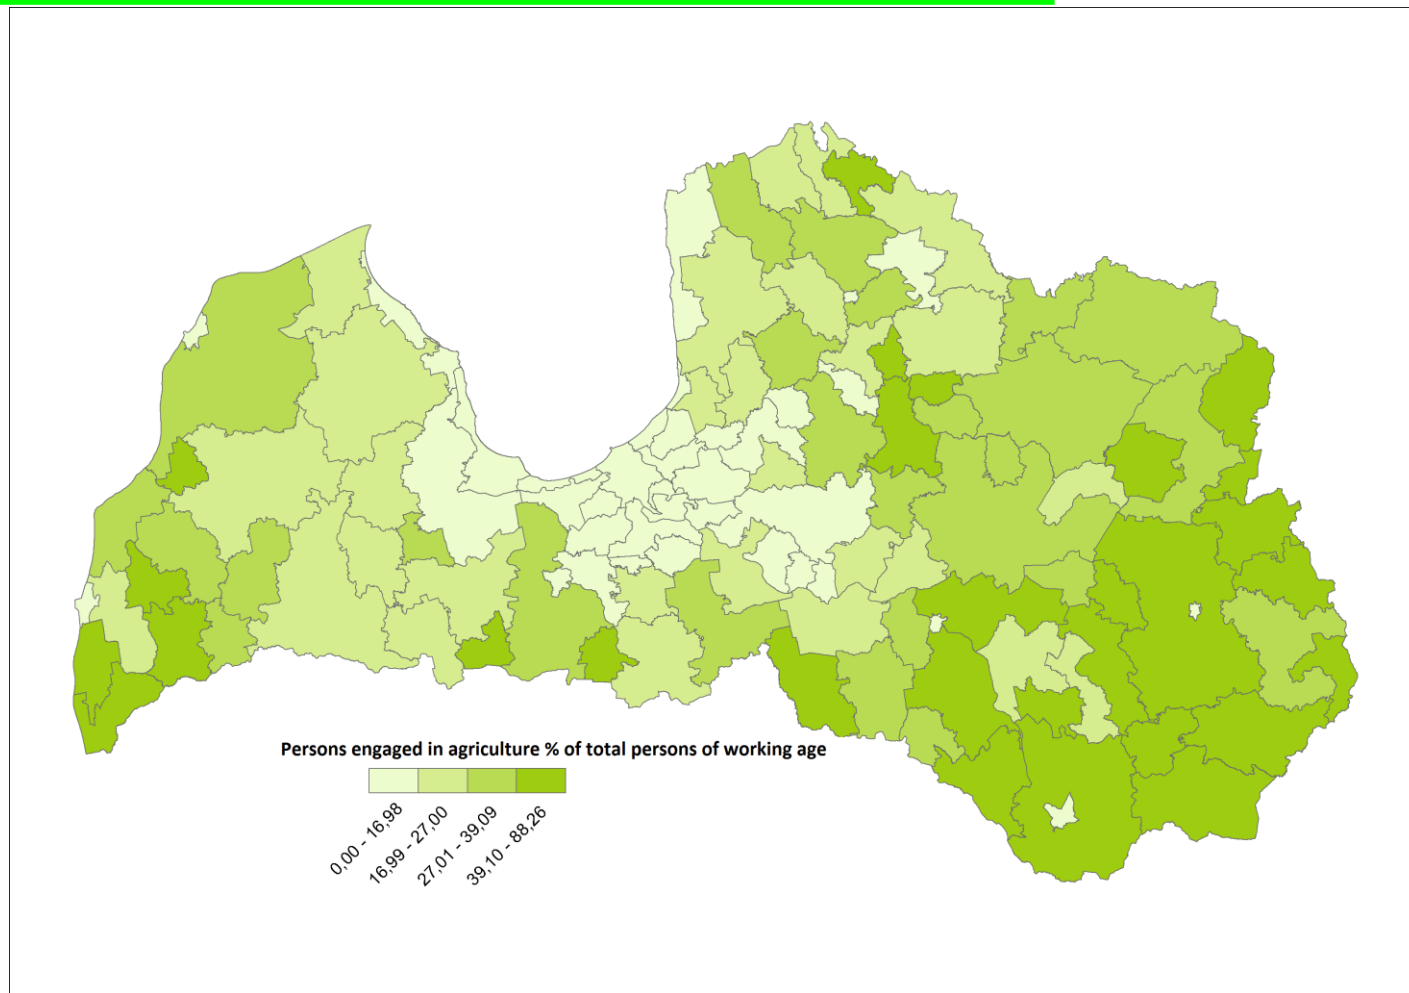 Persons engaged in agriculture % of total persons of working age
0,00 - 16,98
16,99 - 27,00
27,01 - 39,09
39,10 - 88,26